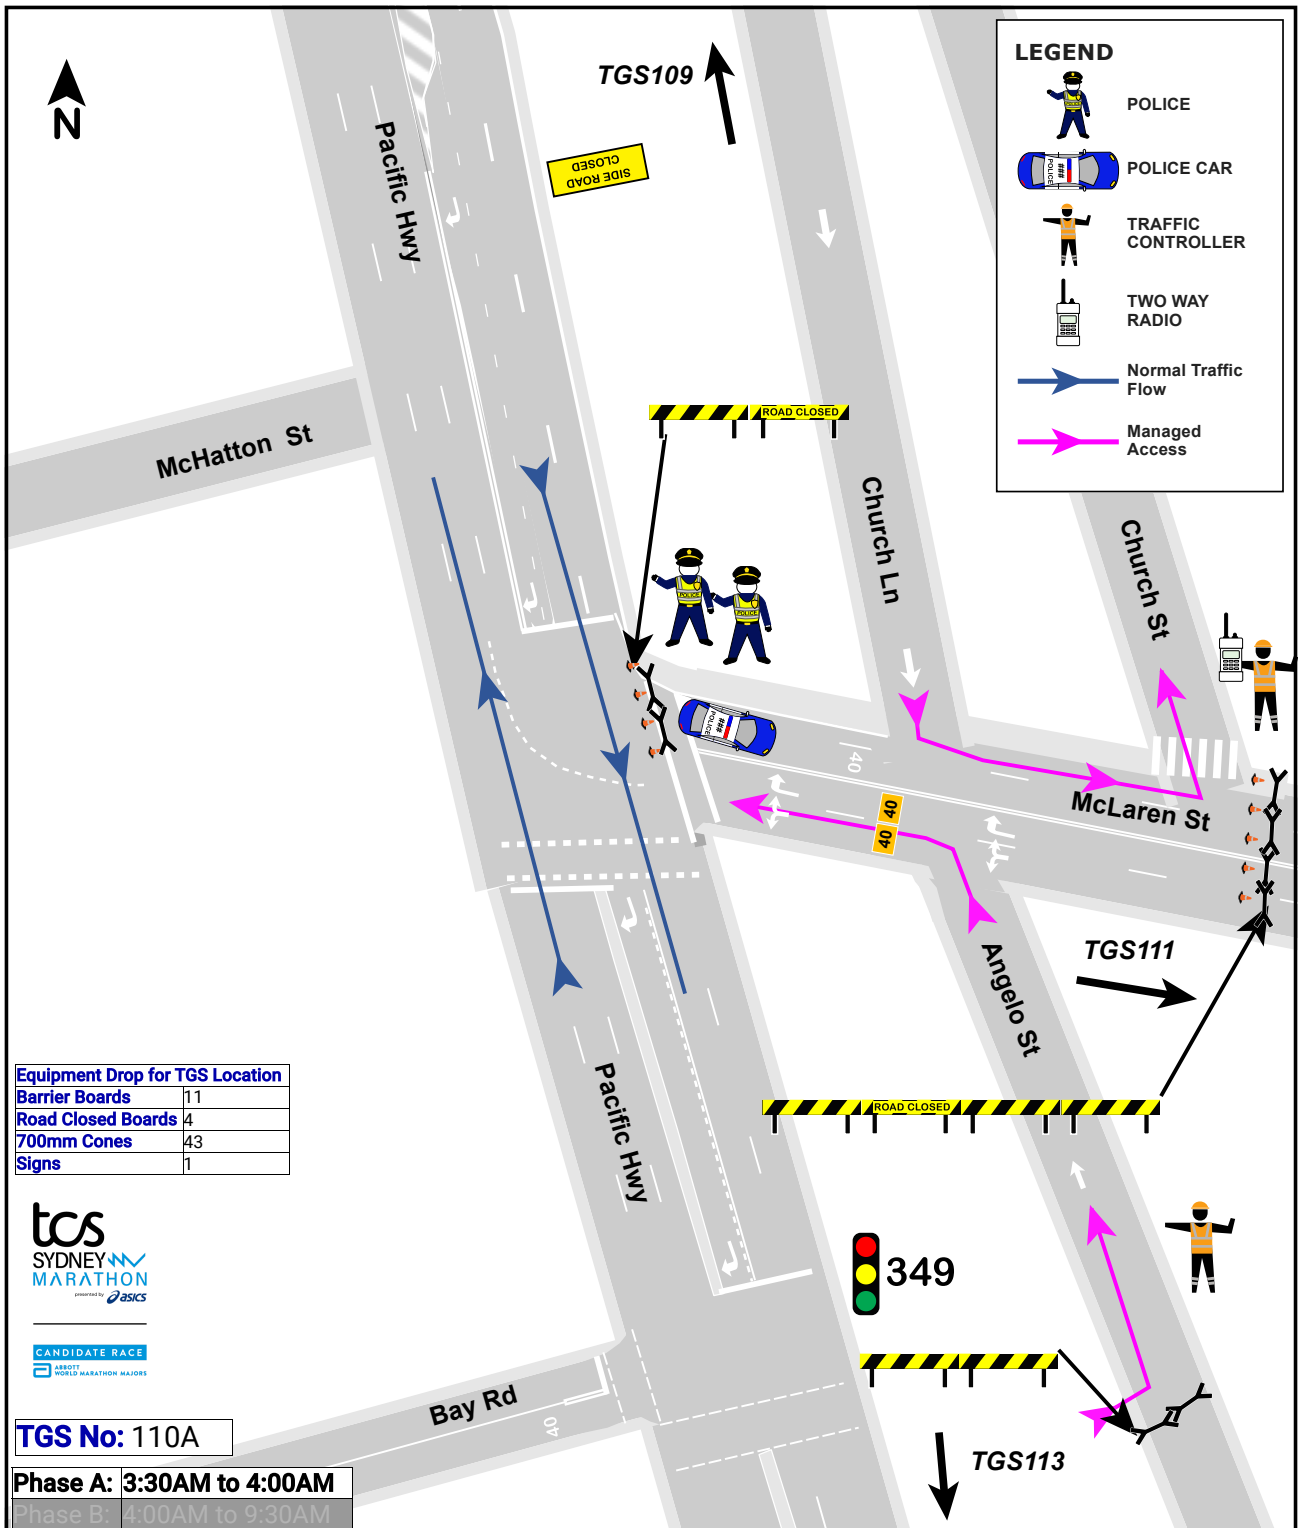 N
TGS109
SIDE ROAD
CLOSED
Pacific Hwy
LEGEND
POLICE
POLICE
###
POLICE CAR
TRAFFIC
CONTROLLER
TWO WAY
RADIO
Normal Traffic
Flow
Managed
Access
McHatton St
ROAD CLOSED
Church Ln
Church St
POLICE
POLICE
POLICE
###
40
40
40
McLaren St
TGS111
Angelo St
Pacific Hwy
ROAD CLOSED
Equipment Drop for TGS Location
Barrier Boards 11
Road Closed Boards 4
700mm Cones 43
Signs 1
tcs
SYDNEY
MARATHON
presented by asics
CANDIDATE RACE
ABBOTT
WORLD MARATHON MAJORS
349
Bay Rd
40
TGS113
TGS No: 110A
Phase A: 3:30AM to 4:00AM
Phase B: 4:00AM to 9:30AM